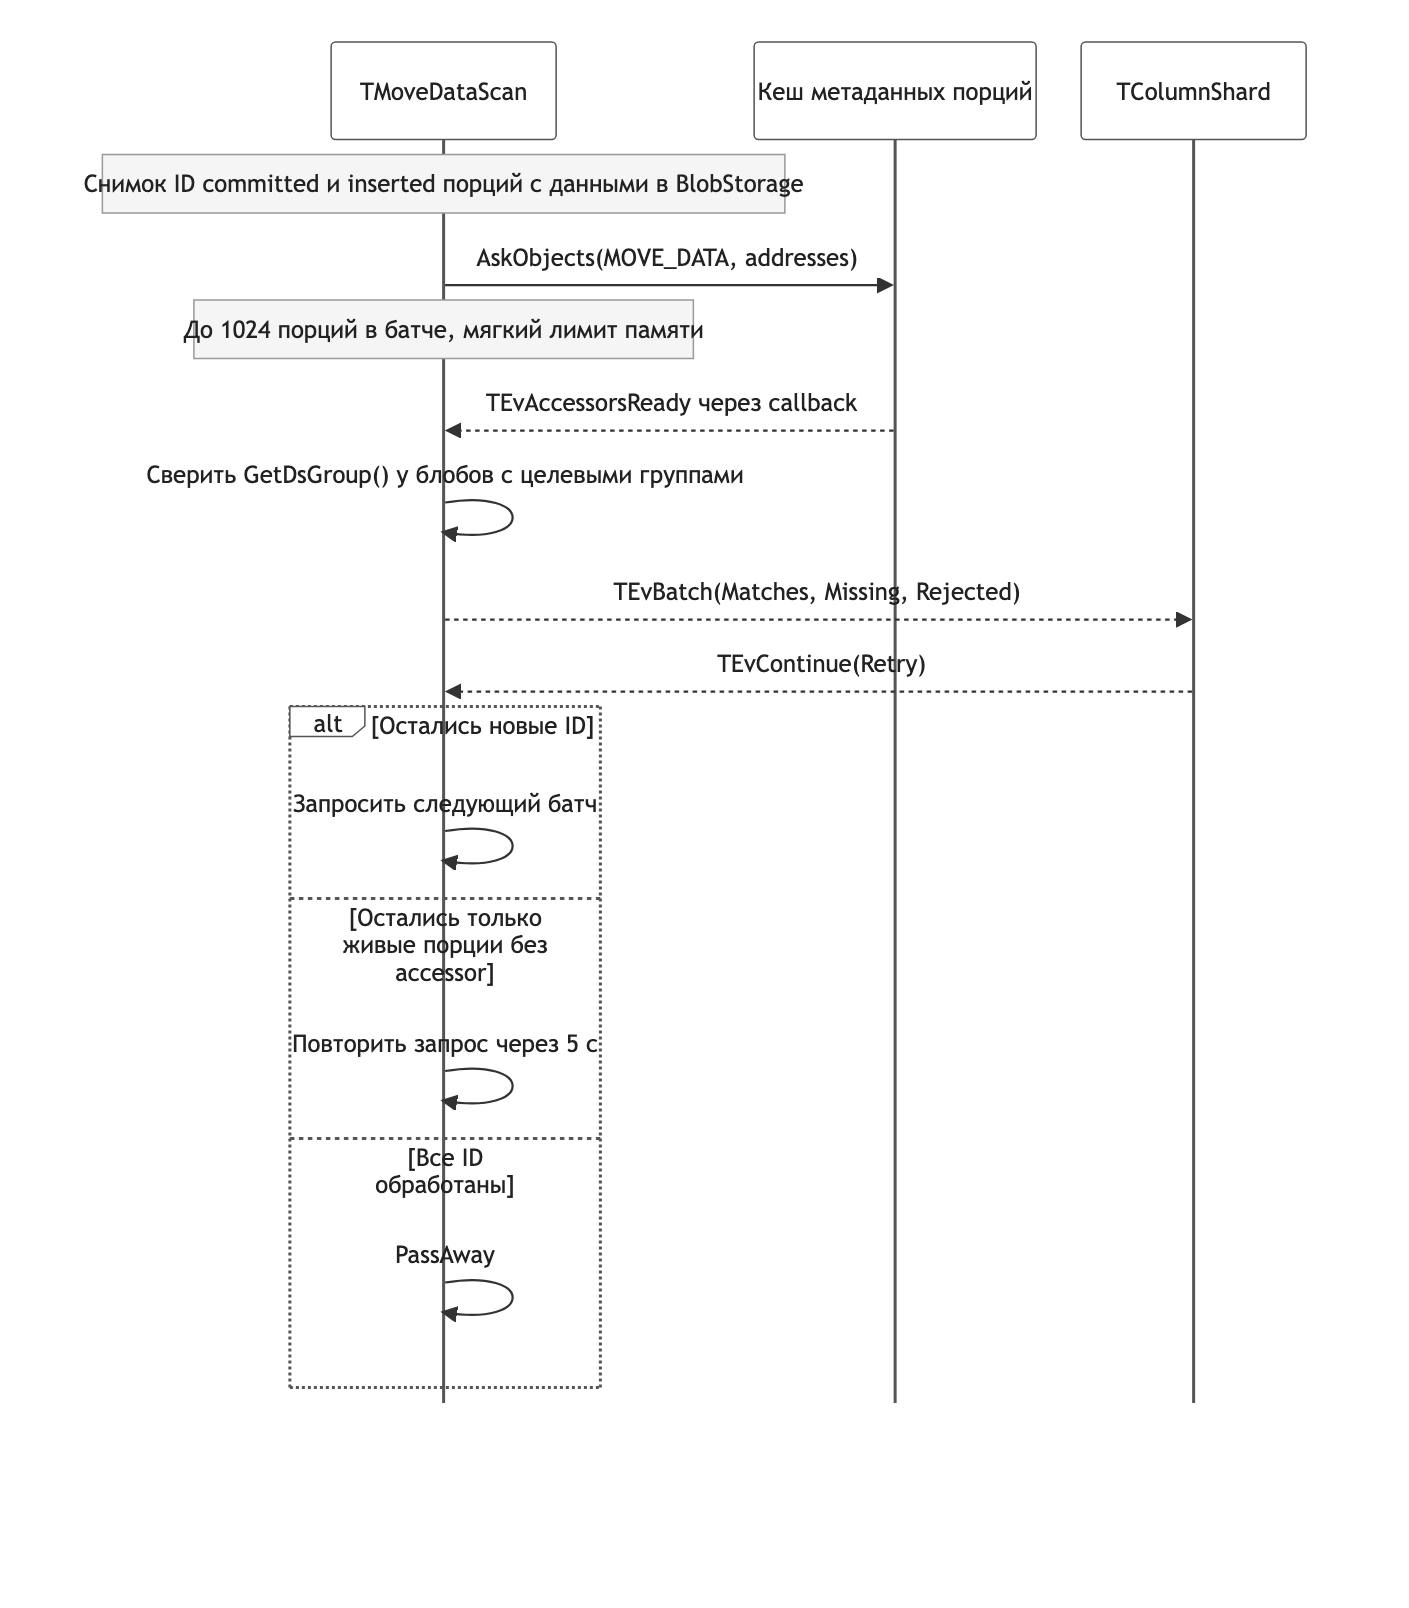 TMoveDataScan
Кеш метаданных порций
TColumnShard
Снимок ID committed и inserted порций с данными в BlobStorage
AskObjects(MOVE_DATA, addresses)
До 1024 порций в батче, мягкий лимит памяти
TEvAccessorsReady через callback
Сверить GetDsGroup() у блобов с целевыми группами
TEvBatch(Matches, Missing, Rejected)
TEvContinue(Retry)
alt
[Остались новые ID]
Запросить следующий батч
[Остались только
живые порции без
accessor]
Повторить запрос через 5 с
[Все ID
обработаны]
PassAway